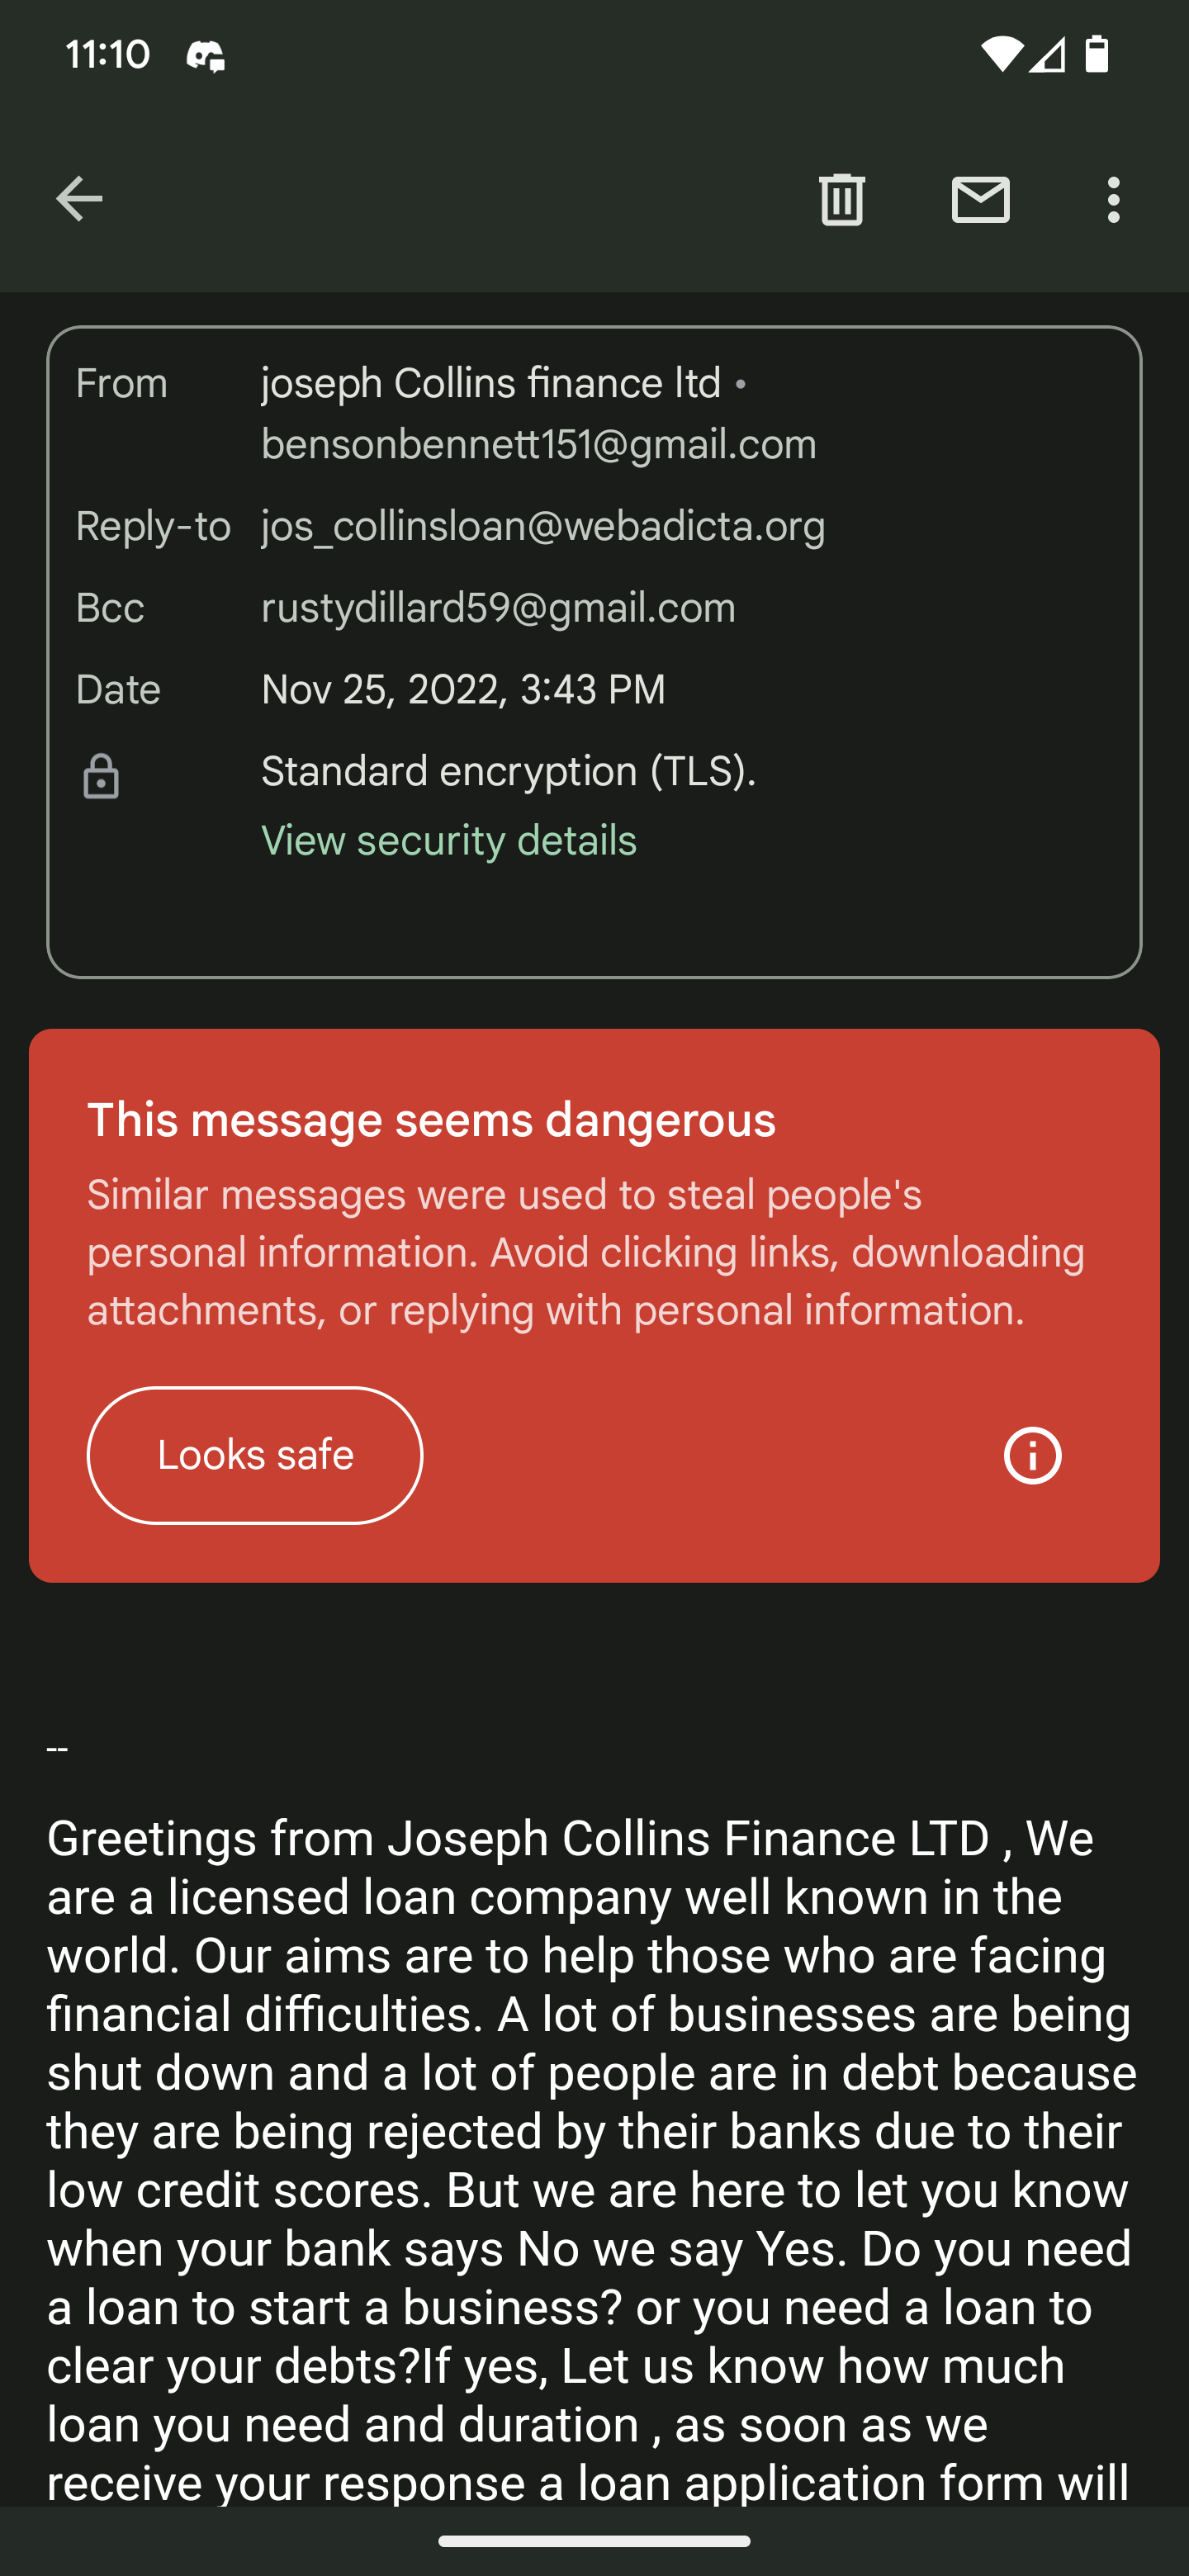 11:10
From joseph Collins finance ltd •
bensonbennett151@gmail.com
Reply-to jos_collinsloan@webadicta.org
Bcc rustydillard59@gmail.com
Date Nov 25, 2022, 3:43 PM
Standard encryption (TLS).
View security details
This message seems dangerous
Similar messages were used to steal people's
personal information. Avoid clicking links, downloading
attachments, or replying with personal information.
Looks safe
--
Greetings from Joseph Collins Finance LTD , We
are a licensed loan company well known in the
world. Our aims are to help those who are facing
financial difficulties. A lot of businesses are being
shut down and a lot of people are in debt because
they are being rejected by their banks due to their
low credit scores. But we are here to let you know
when your bank says No we say Yes. Do you need
a loan to start a business? or you need a loan to
clear your debts?If yes, Let us know how much
loan you need and duration , as soon as we
receive your response a loan application form will